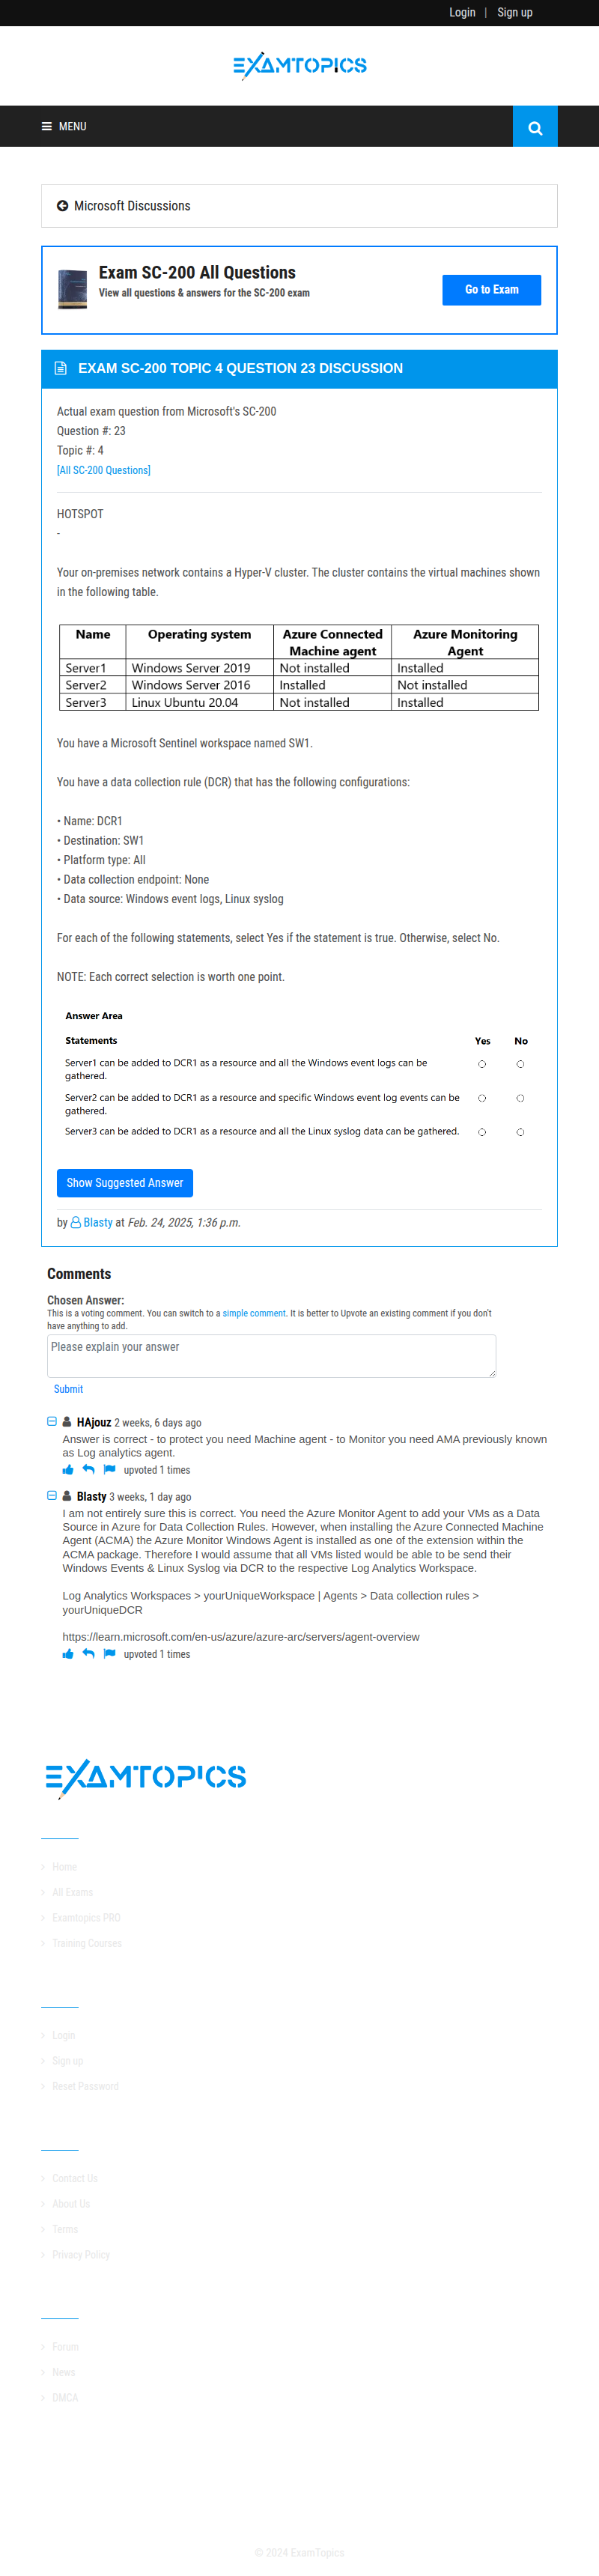 Login | Sign up
EXAMTOPICS
MENU
Microsoft Discussions
Exam SC-200 All Questions
View all questions & answers for the SC-200 exam
Go to Exam
EXAM SC-200 TOPIC 4 QUESTION 23 DISCUSSION
Actual exam question from Microsoft's SC-200
Question #: 23
Topic #: 4
[All SC-200 Questions]
HOTSPOT
-
Your on-premises network contains a Hyper-V cluster. The cluster contains the virtual machines shown
in the following table.
Name Operating system Azure Connected Machine agent Azure Monitoring Agent
Server1 Windows Server 2019 Not installed Installed
Server2 Windows Server 2016 Installed Not installed
Server3 Linux Ubuntu 20.04 Not installed Installed
You have a Microsoft Sentinel workspace named SW1.
You have a data collection rule (DCR) that has the following configurations:
• Name: DCR1
• Destination: SW1
• Platform type: All
• Data collection endpoint: None
• Data source: Windows event logs, Linux syslog
For each of the following statements, select Yes if the statement is true. Otherwise, select No.
NOTE: Each correct selection is worth one point.
Answer Area
Statements Yes No
Server1 can be added to DCR1 as a resource and all the Windows event logs can be
gathered.
Server2 can be added to DCR1 as a resource and specific Windows event log events can be
gathered.
Server3 can be added to DCR1 as a resource and all the Linux syslog data can be gathered.
Show Suggested Answer
by Blasty at Feb. 24, 2025, 1:36 p.m.
Comments
Chosen Answer:
This is a voting comment. You can switch to a simple comment. It is better to Upvote an existing comment if you don't
have anything to add.
Please explain your answer
Submit
HAjouz 2 weeks, 6 days ago
Answer is correct - to protect you need Machine agent - to Monitor you need AMA previously known
as Log analytics agent.
upvoted 1 times
Blasty 3 weeks, 1 day ago
I am not entirely sure this is correct. You need the Azure Monitor Agent to add your VMs as a Data
Source in Azure for Data Collection Rules. However, when installing the Azure Connected Machine
Agent (ACMA) the Azure Monitor Windows Agent is installed as one of the extension within the
ACMA package. Therefore I would assume that all VMs listed would be able to be send their
Windows Events & Linux Syslog via DCR to the respective Log Analytics Workspace.
Log Analytics Workspaces > yourUniqueWorkspace | Agents > Data collection rules >
yourUniqueDCR
https://learn.microsoft.com/en-us/azure/azure-arc/servers/agent-overview
upvoted 1 times
EXAMTOPICS
Home
All Exams
Examtopics PRO
Training Courses
Login
Sign up
Reset Password
Contact Us
About Us
Terms
Privacy Policy
Forum
News
DMCA
© 2024 ExamTopics